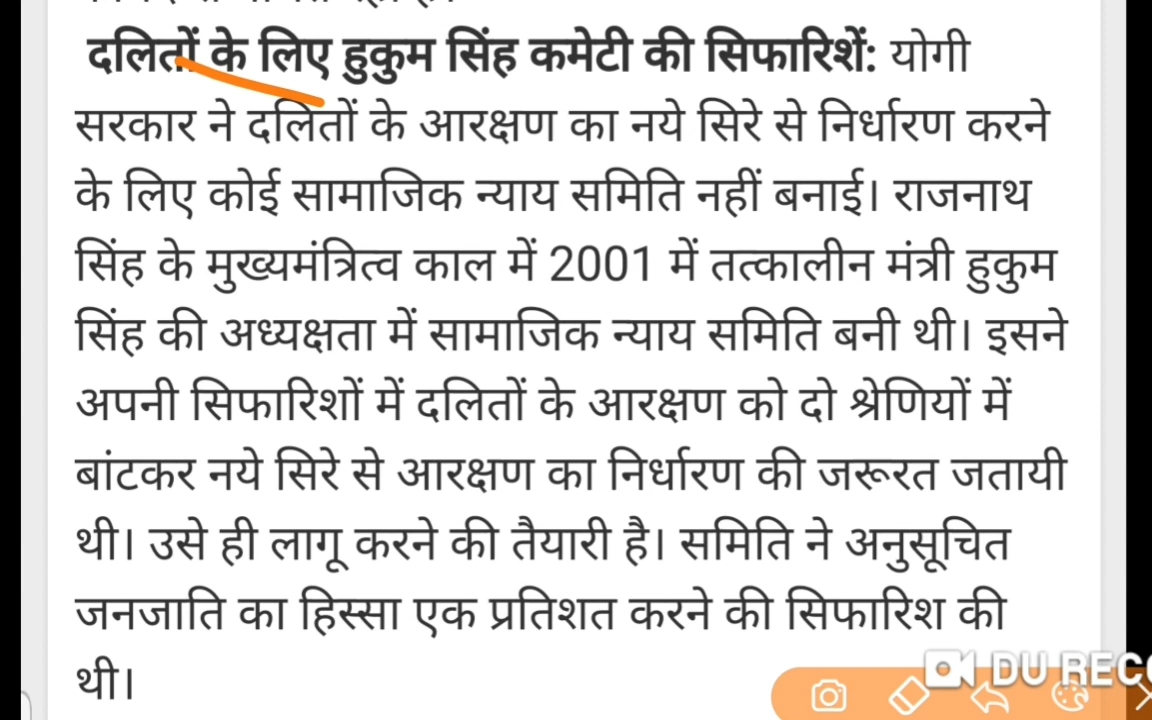 दलितों के लिए हुकुम सिंह कमेटी की सिफारिशें: योगी
सरकार ने दलितों के आरक्षण का नये सिरे से निर्धारण करने
के लिए कोई सामाजिक न्याय समिति नहीं बनाई। राजनाथ
सिंह के मुख्यमंत्रित्व काल में 2001 में तत्कालीन मंत्री हुकुम
सिंह की अध्यक्षता में सामाजिक न्याय समिति बनी थी। इसने
अपनी सिफारिशों में दलितों के आरक्षण को दो श्रेणियों में
बांटकर नये सिरे से आरक्षण का निर्धारण की जरूरत जतायी
थी। उसे ही लागू करने की तैयारी है। समिति ने अनुसूचित
जनजाति का हिस्सा एक प्रतिशत करने की सिफारिश की
थी।
DU REC